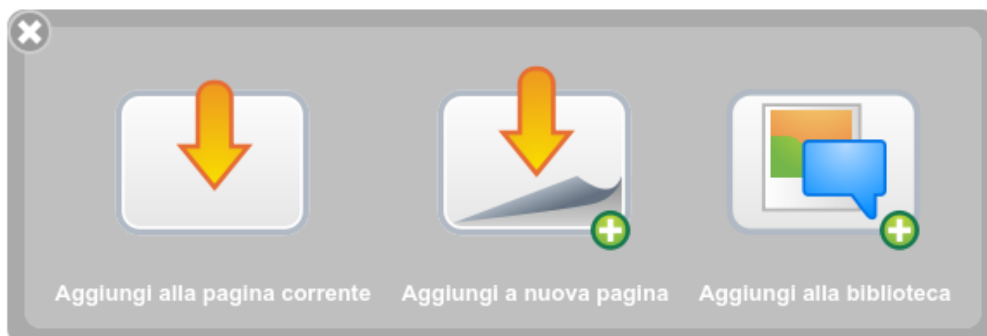 Aggiungi alla pagina corrente
Aggiungi a nuova pagina
Aggiungi alla biblioteca